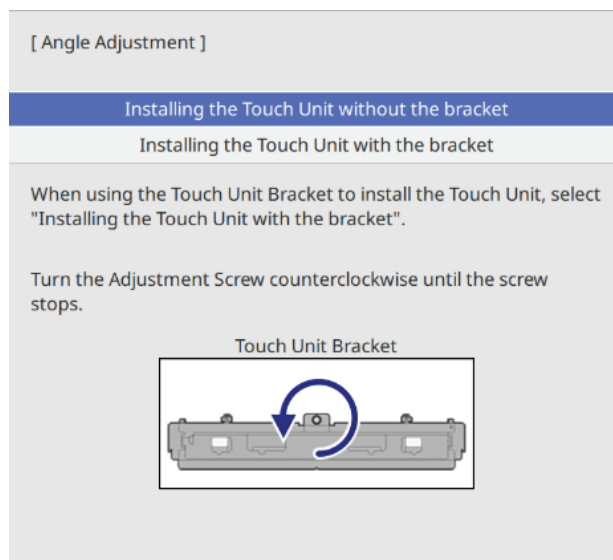 [ Angle Adjustment ]
Installing the Touch Unit without the bracket
Installing the Touch Unit with the bracket
When using the Touch Unit Bracket to install the Touch Unit, select
"Installing the Touch Unit with the bracket".
Turn the Adjustment Screw counterclockwise until the screw
stops.
Touch Unit Bracket